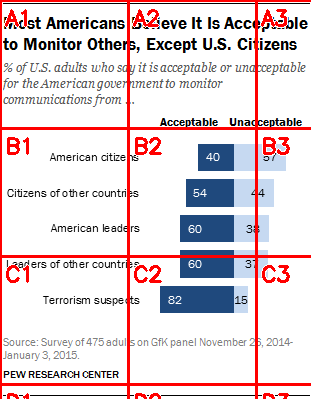 Most Americans Believe It Is Acceptable
to Monitor Others, Except U.S. Citizens
% of U.S. adults who say it is acceptable or unacceptable
for the American government to monitor
communications from ...
Acceptable Unacceptable
American citizens 40 57
Citizens of other countries 54 44
American leaders 60 38
Leaders of other countries 60 37
Terrorism suspects 82 15
Source: Survey of 475 adults on GfK panel November 26, 2014-
January 3, 2015.
PEW RESEARCH CENTER
A1 A2 A3
B1 B2 B3
C1 C2 C3
D1 D2 D3